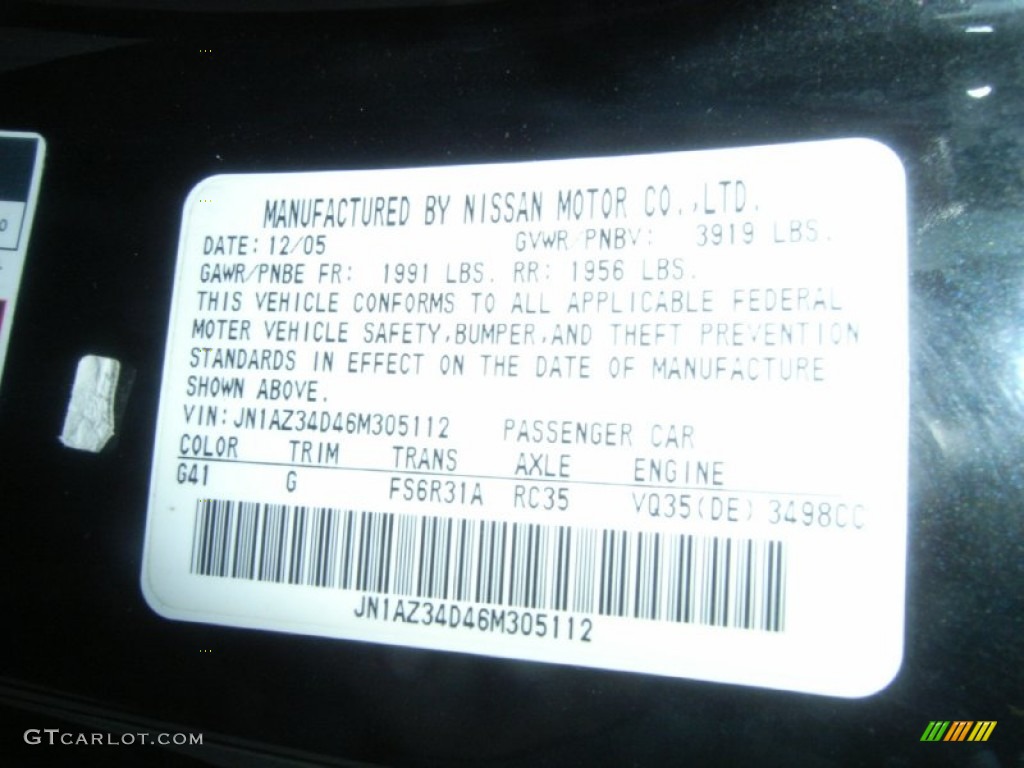 MANUFACTURED BY NISSAN MOTOR CO.,LTD.
DATE: 12/05 GVWR/PNBV: 3919 LBS.
GAWR/PNBE FR: 1991 LBS. RR: 1956 LBS.
THIS VEHICLE CONFORMS TO ALL APPLICABLE FEDERAL
MOTER VEHICLE SAFETY,BUMPER,AND THEFT PREVENTION
STANDARDS IN EFFECT ON THE DATE OF MANUFACTURE
SHOWN ABOVE.
VIN:JN1AZ34D46M305112 PASSENGER CAR
COLOR TRIM TRANS AXLE ENGINE
G41 G FS6R31A RC35 VQ35(DE) 3498CC
JN1AZ34D46M305112
GTCARLOT.COM